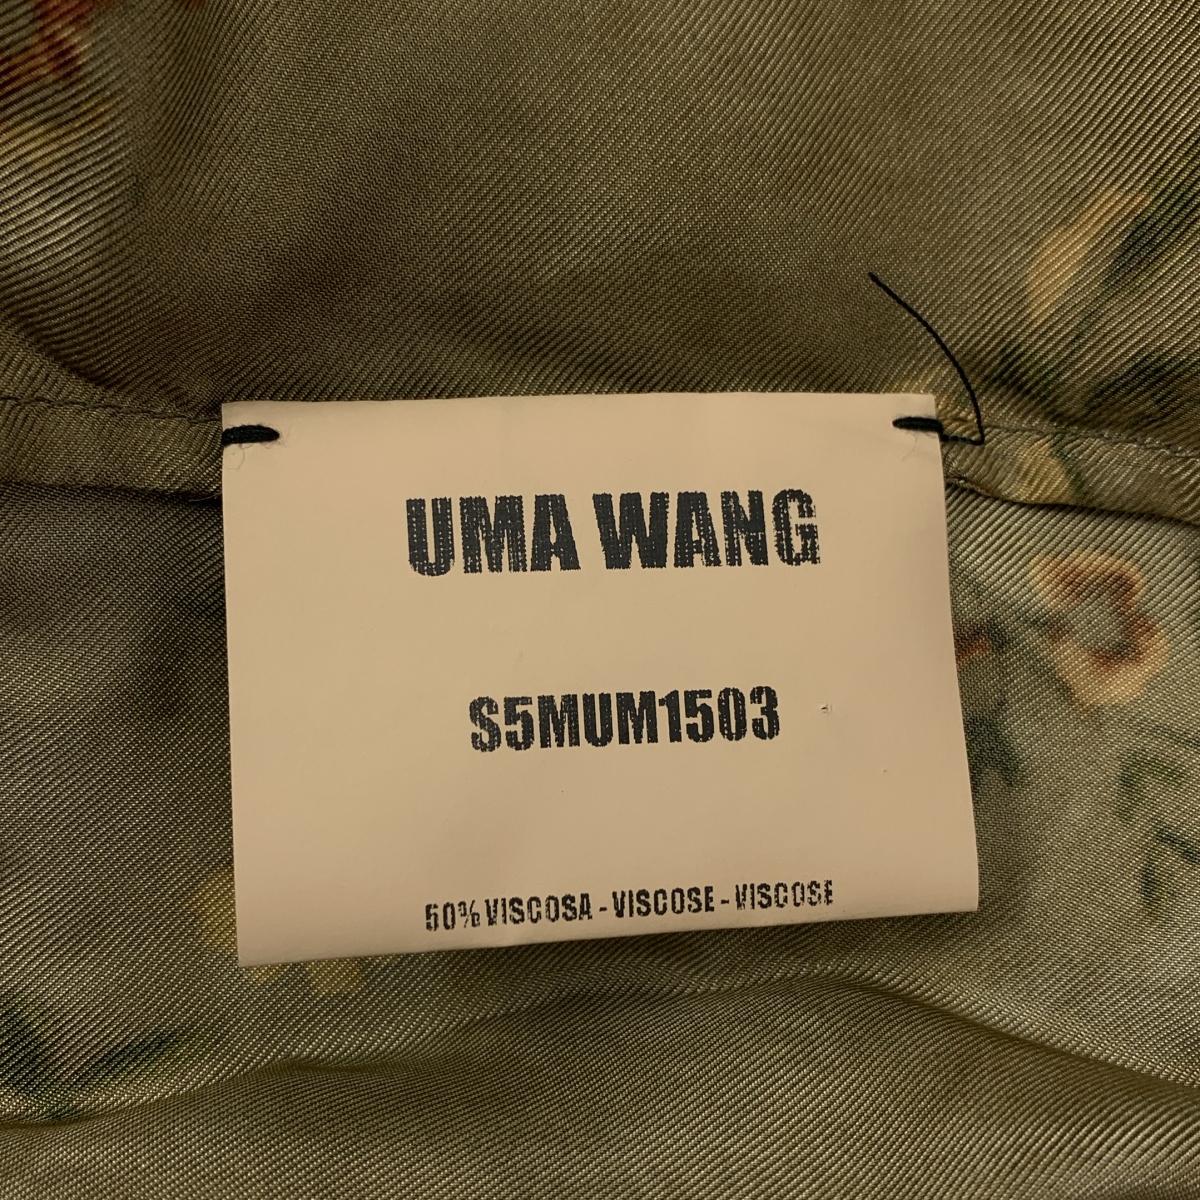 UMA WANG
S5MUM1503
50% VISCOSA - VISCOSE - VISCOSE